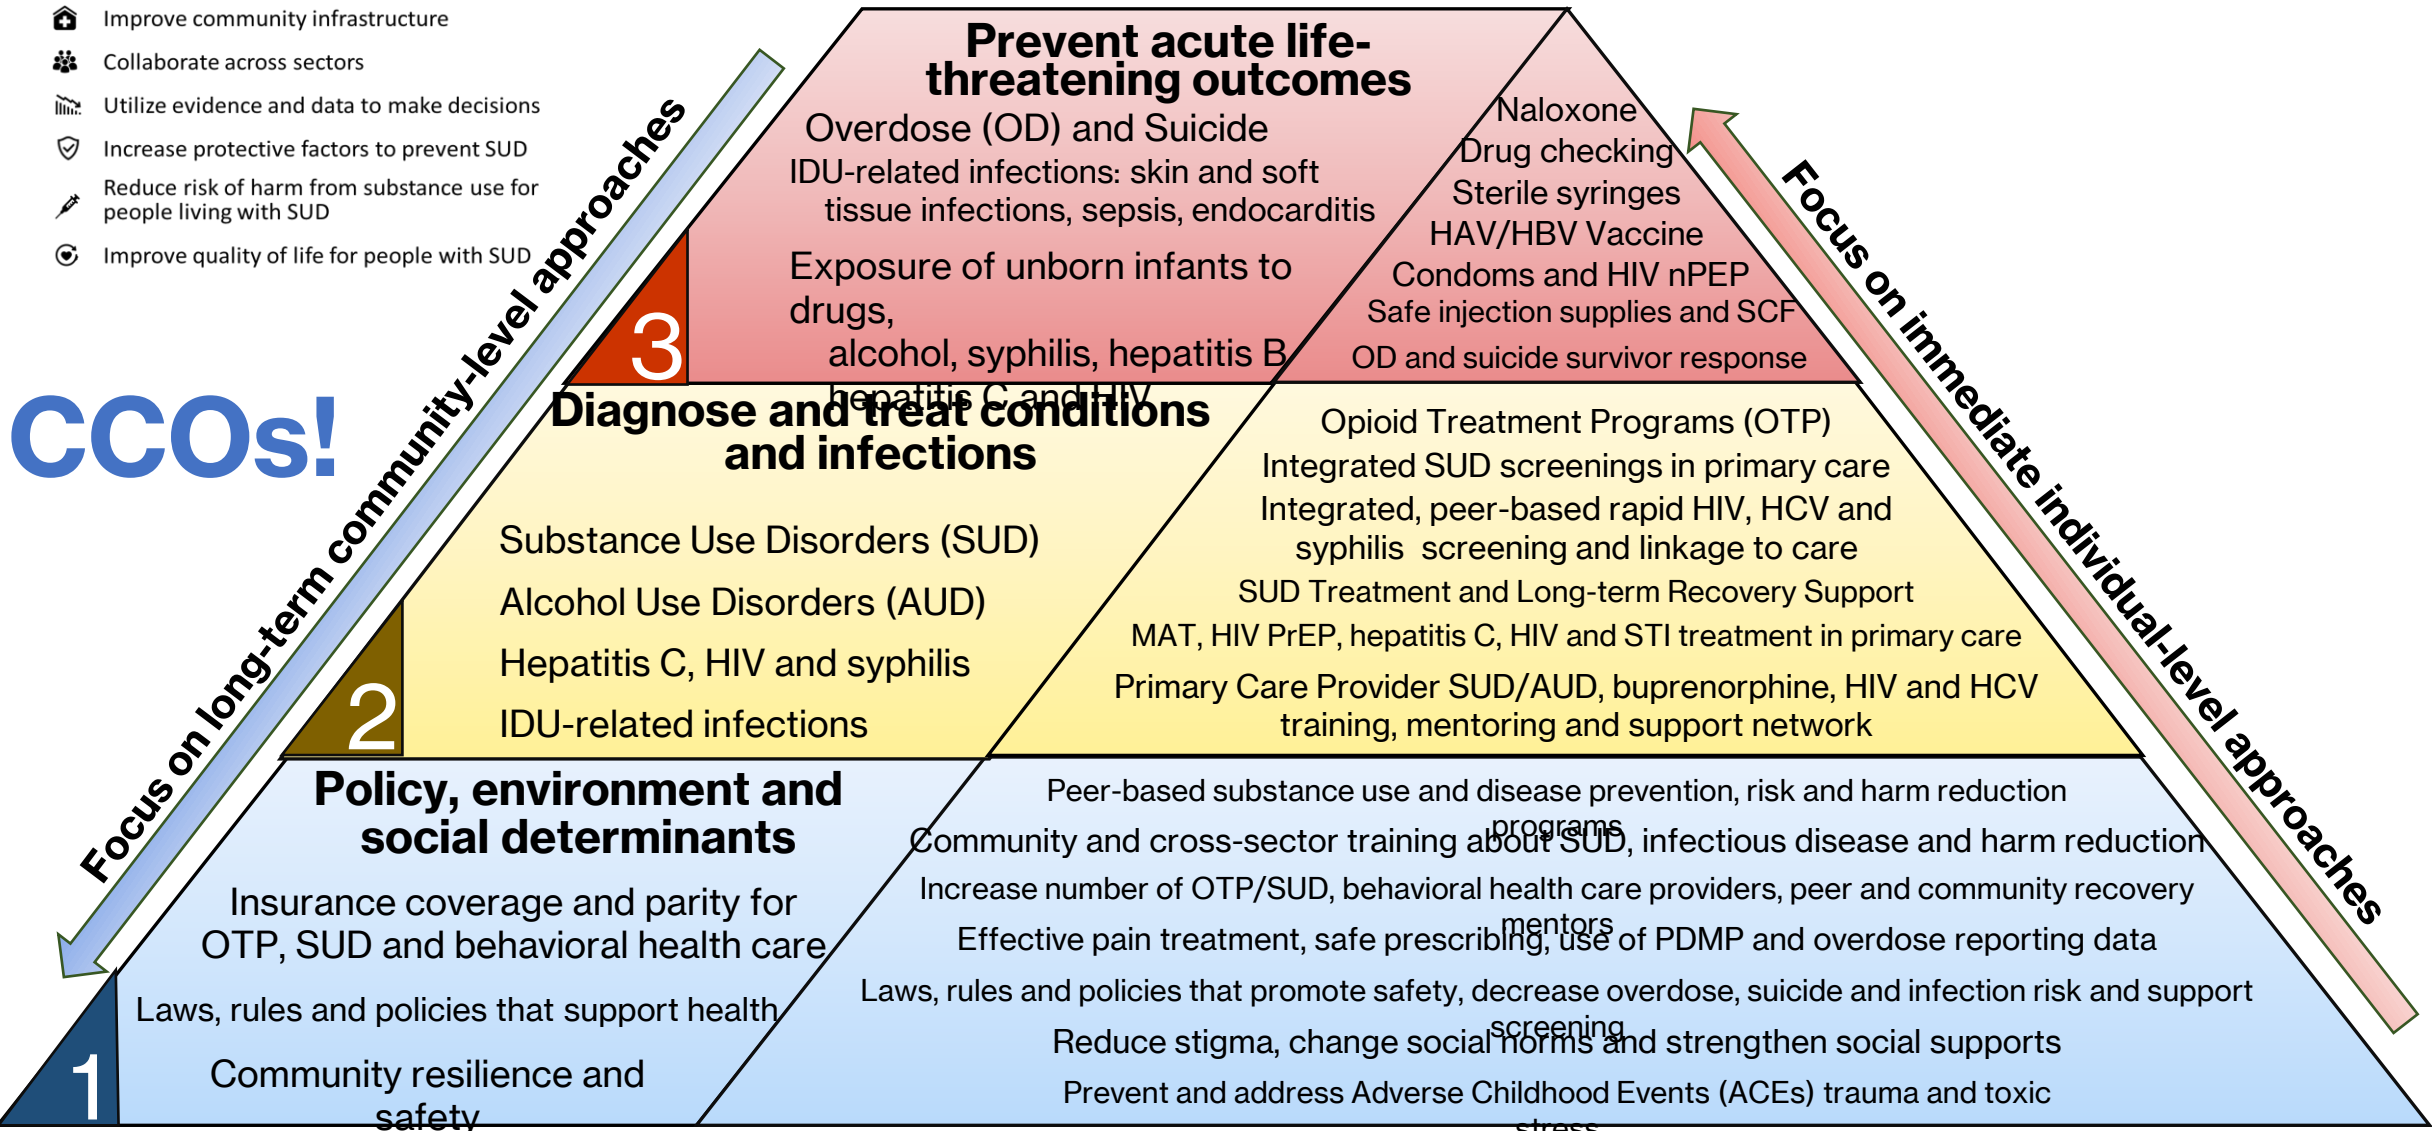 Improve community infrastructure
Collaborate across sectors
Utilize evidence and data to make decisions
Increase protective factors to prevent SUD
Reduce risk of harm from substance use for
people living with SUD
Improve quality of life for people with SUD
CCOs!
Focus on long-term community-level approaches
Prevent acute life-
threatening outcomes
Overdose (OD) and Suicide
IDU-related infections: skin and soft
tissue infections, sepsis, endocarditis
Exposure of unborn infants to
drugs,
alcohol, syphilis, hepatitis B,
hepatitis C and HIV
3
Naloxone
Drug checking
Sterile syringes
HAV/HBV Vaccine
Condoms and HIV nPEP
Safe injection supplies and SCF
OD and suicide survivor response
Focus on immediate individual-level approaches
Diagnose and treat conditions
and infections
Substance Use Disorders (SUD)
Alcohol Use Disorders (AUD)
Hepatitis C, HIV and syphilis
IDU-related infections
2
Opioid Treatment Programs (OTP)
Integrated SUD screenings in primary care
Integrated, peer-based rapid HIV, HCV and
syphilis  screening and linkage to care
SUD Treatment and Long-term Recovery Support
MAT, HIV PrEP, hepatitis C, HIV and STI treatment in primary care
Primary Care Provider SUD/AUD, buprenorphine, HIV and HCV
training, mentoring and support network
Policy, environment and
social determinants
Insurance coverage and parity for
OTP, SUD and behavioral health care
Laws, rules and policies that support health
Community resilience and
safety
1
Peer-based substance use and disease prevention, risk and harm reduction
programs
Community and cross-sector training about SUD, infectious disease and harm reduction
Increase number of OTP/SUD, behavioral health care providers, peer and community recovery
mentors
Effective pain treatment, safe prescribing, use of PDMP and overdose reporting data
Laws, rules and policies that promote safety, decrease overdose, suicide and infection risk and support
screening
Reduce stigma, change social norms and strengthen social supports
Prevent and address Adverse Childhood Events (ACEs) trauma and toxic
stress